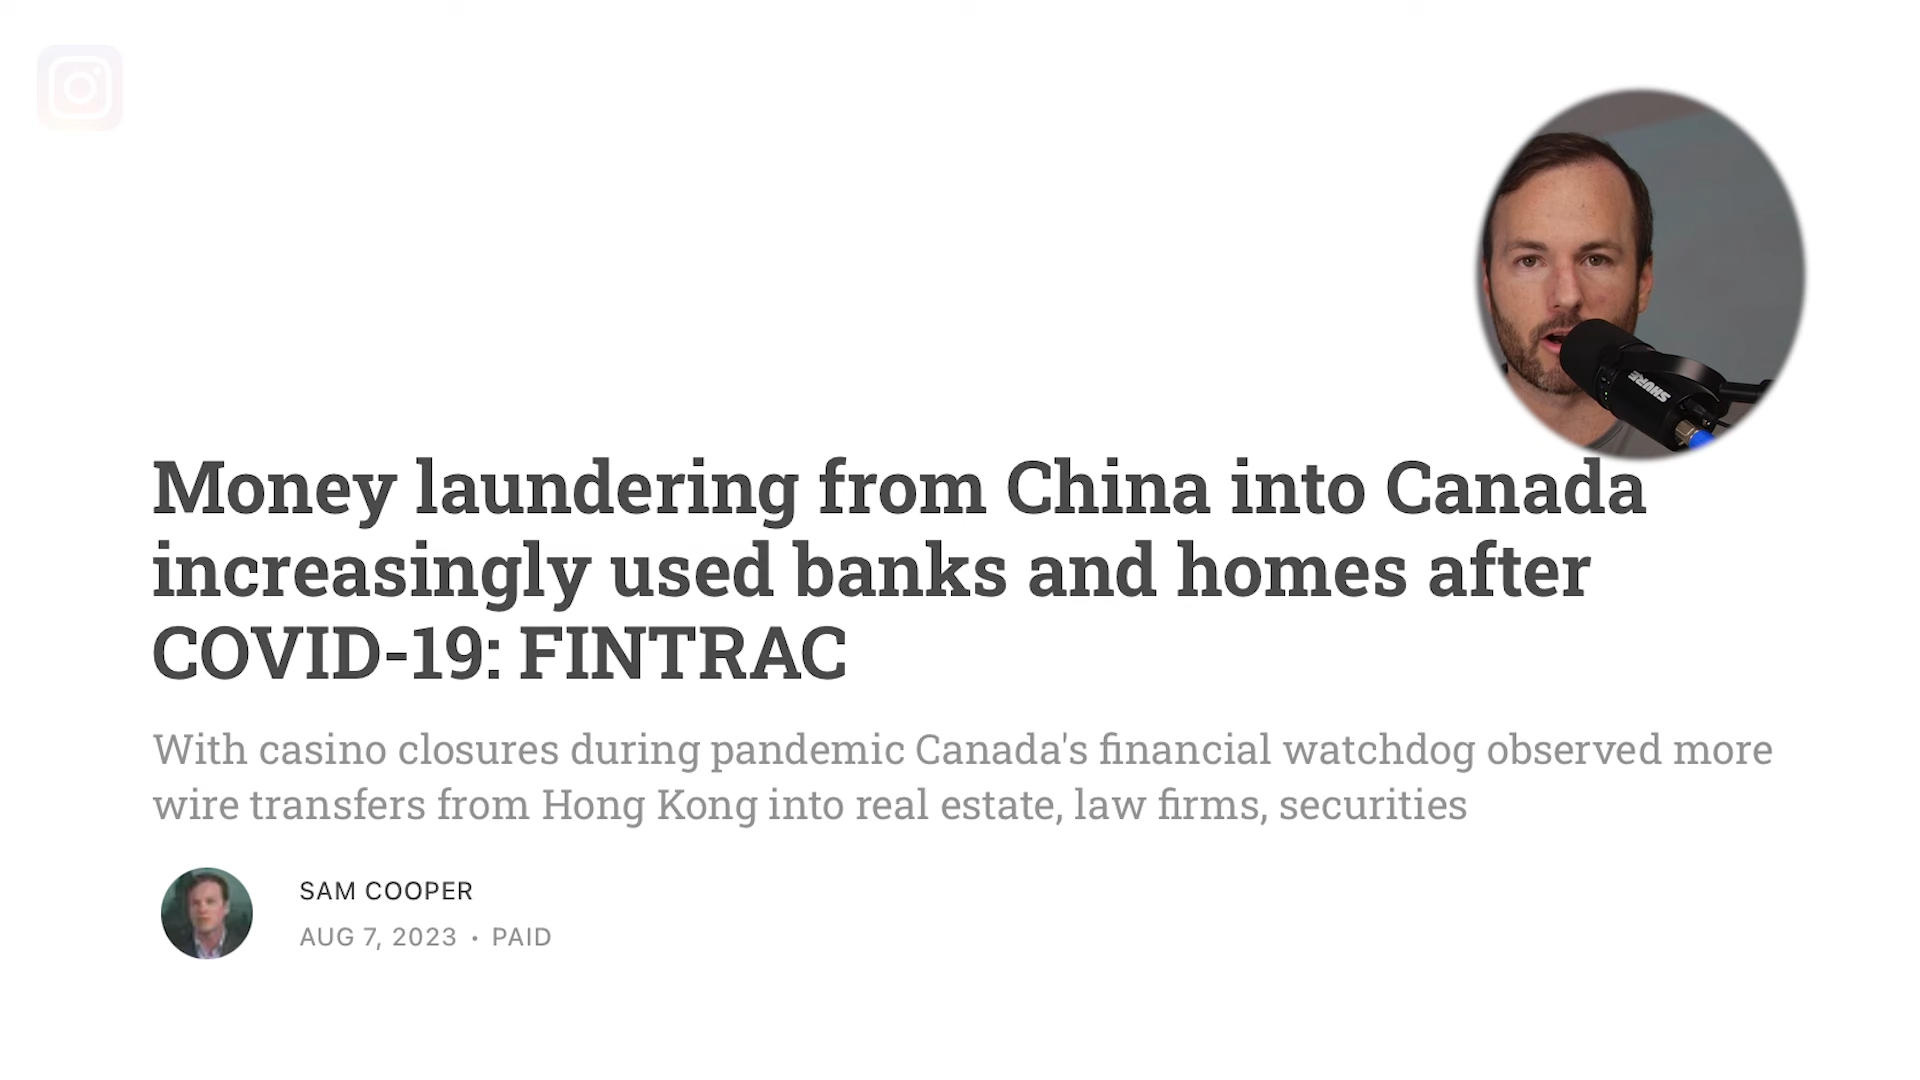 SHURE
Money laundering from China into Canada
increasingly used banks and homes after
COVID-19: FINTRAC
With casino closures during pandemic Canada's financial watchdog observed more
wire transfers from Hong Kong into real estate, law firms, securities
SAM COOPER
AUG 7, 2023 • PAID